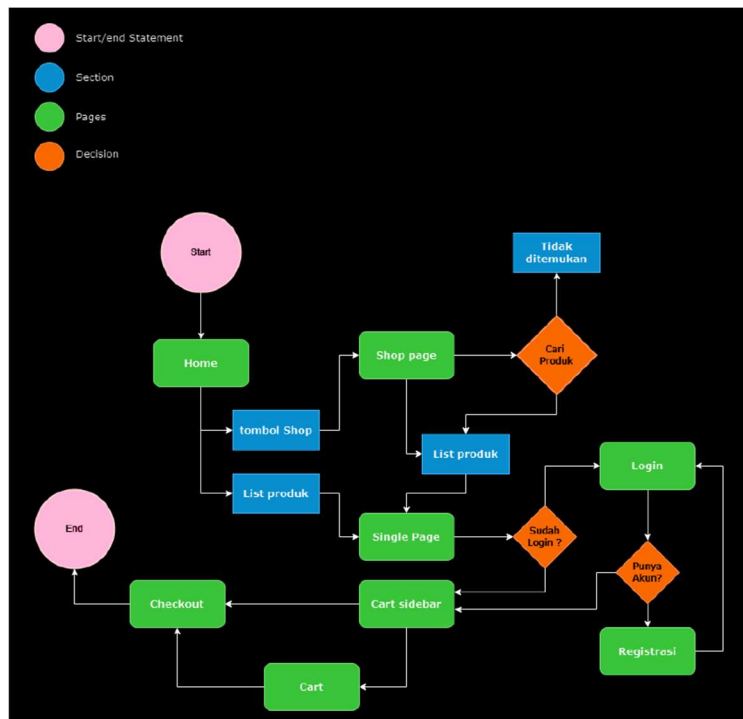 Start/end Statement
Section
Pages
Decision
Start
Tidak
ditemukan
Home
Shop page
Cari
Produk
tombol Shop
List produk
Login
List produk
End
Single Page
Sudah
Login ?
Punya
Akun?
Checkout
Cart sidebar
Registrasi
Cart